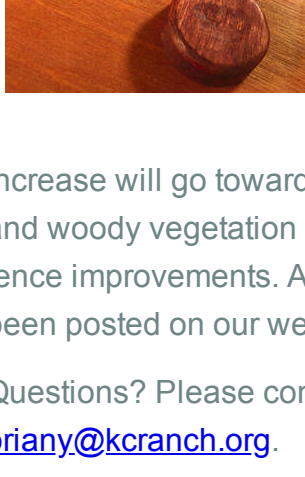 ncrease will go toward
and woody vegetation
ence improvements. A
been posted on our we
Questions? Please con
briany@kcranch.org.